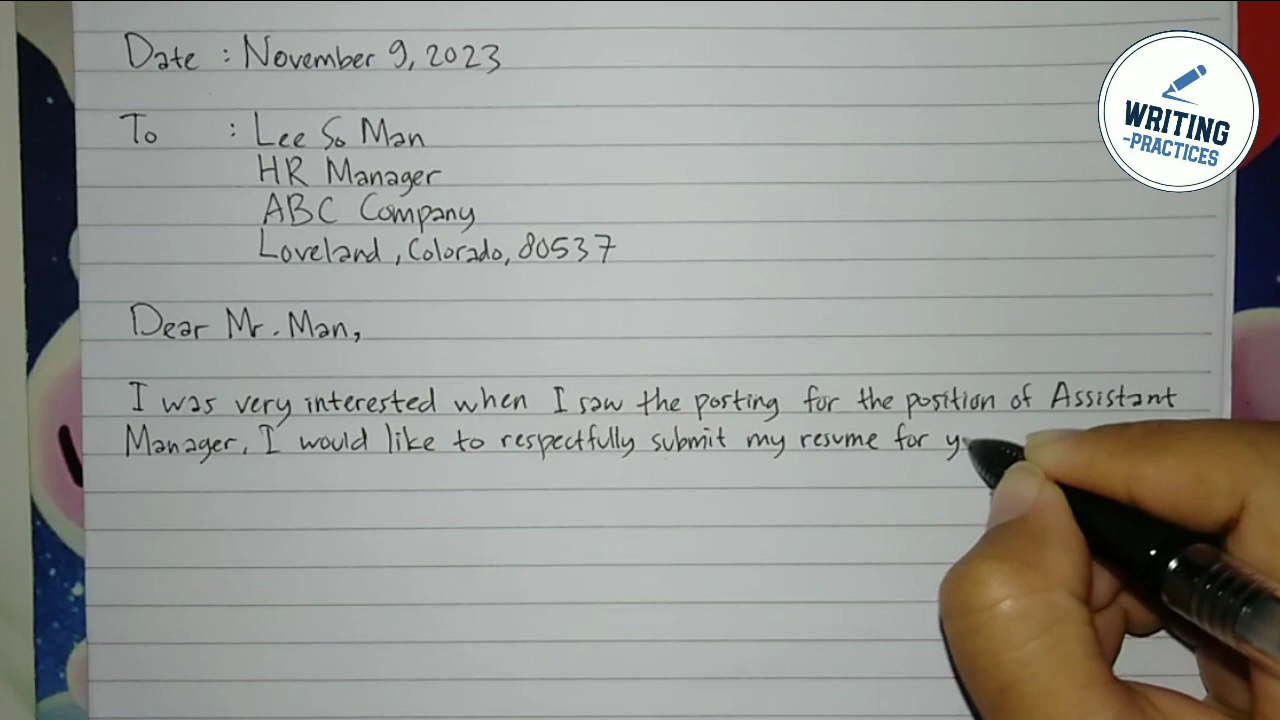 Date : November 9, 2023
To : Lee So Man
HR Manager
ABC Company
Loveland, Colorado, 80537
Dear Mr. Man,
I was very interested when I saw the porting for the position of Assistant
Manager. I would like to respectfully submit my resume for y
WRITING
-PRACTICES